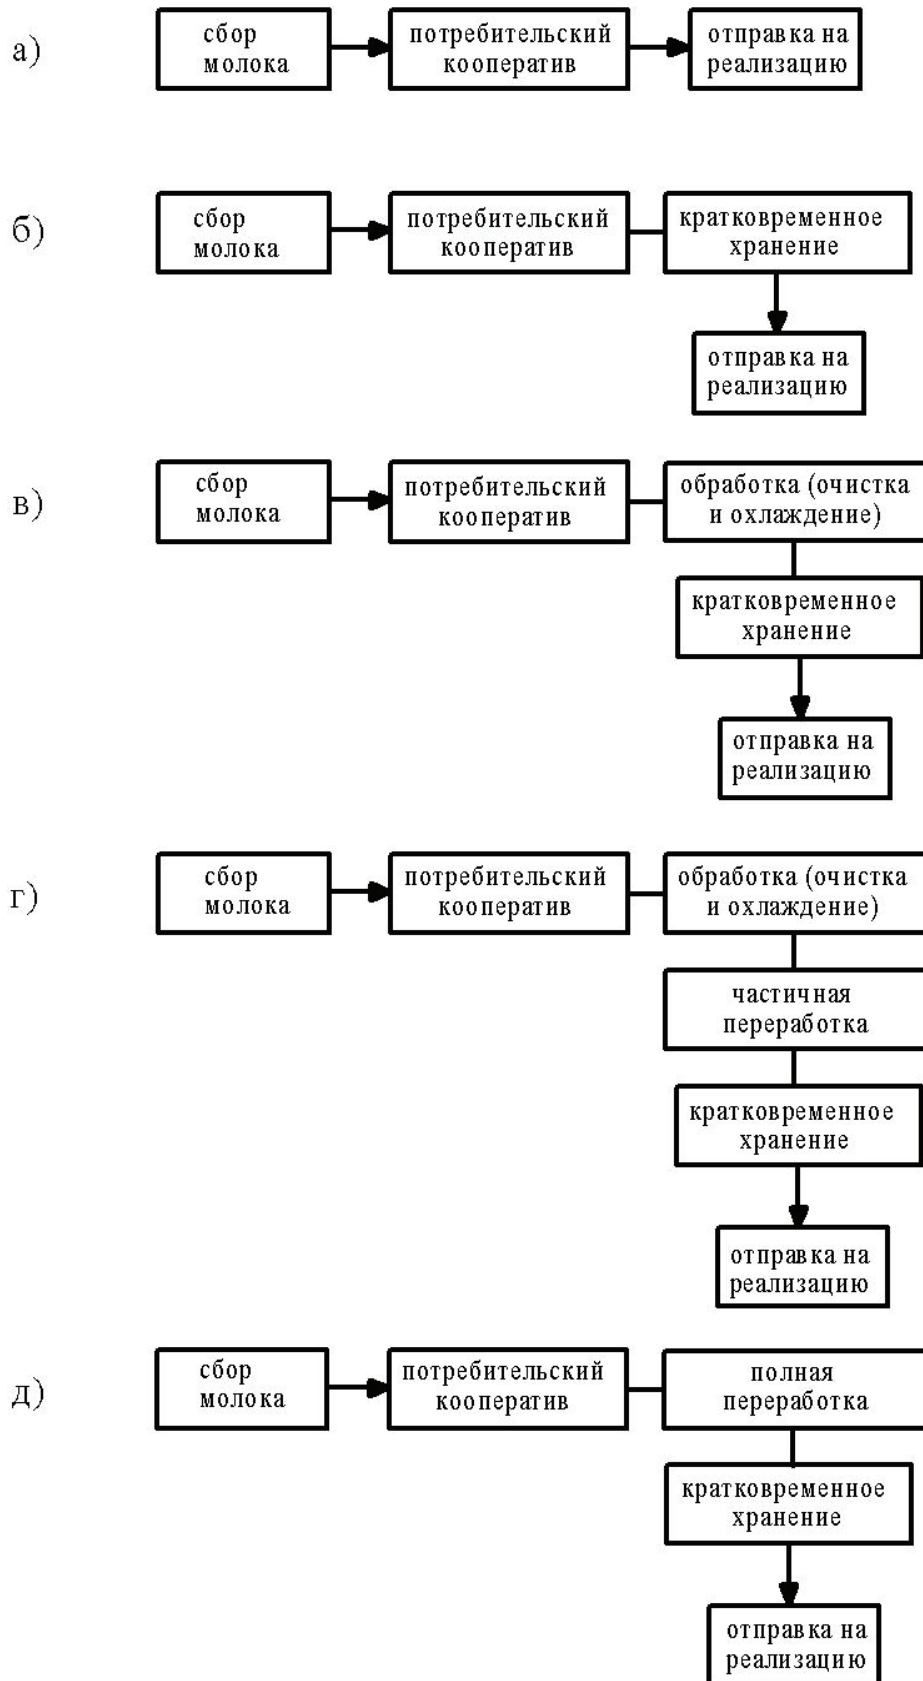 а)
сбор
молока
потребительский
кооператив
отправка на
реализацию
б)
сбор
молока
потребительский
кооператив
кратковременное
хранение
отправка на
реализацию
в)
сбор
молока
потребительский
кооператив
обработка (очистка
и охлаждение)
кратковременное
хранение
отправка на
реализацию
г)
сбор
молока
потребительский
кооператив
обработка (очистка
и охлаждение)
частичная
переработка
кратковременное
хранение
отправка на
реализацию
д)
сбор
молока
потребительский
кооператив
полная
переработка
кратковременное
хранение
отправка на
реализацию